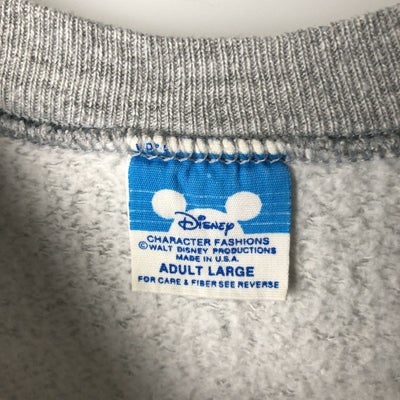 Disney
CHARACTER FASHIONS
©WALT DISNEY PRODUCTIONS
MADE IN U.S.A.
ADULT LARGE
FOR CARE & FIBER SEE REVERSE